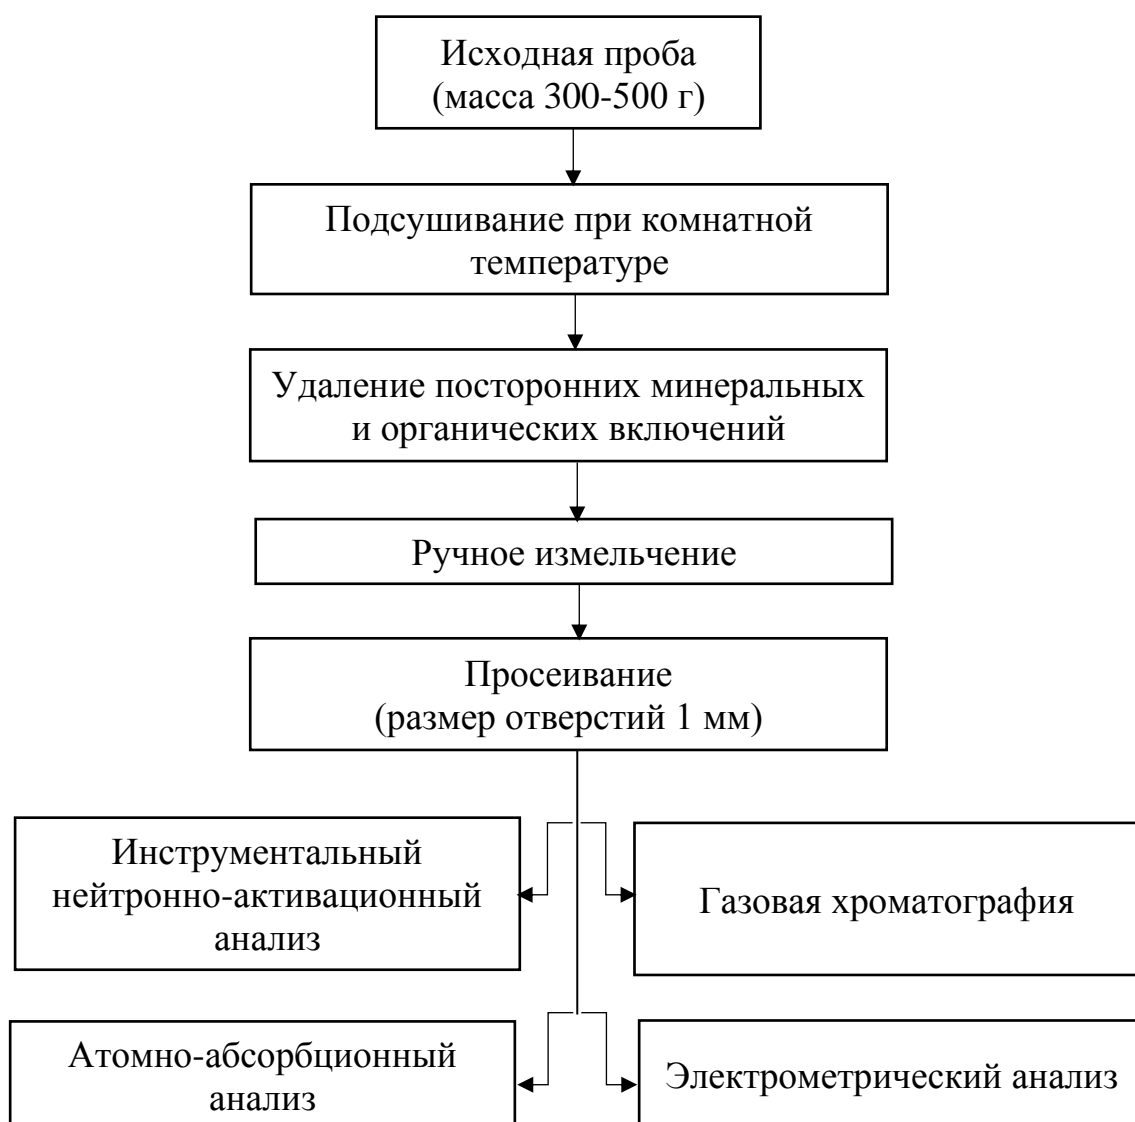 Исходная проба
(масса 300-500 г)
Подсушивание при комнатной
температуре
Удаление посторонних минеральных
и органических включений
Ручное измельчение
Просеивание
(размер отверстий 1 мм)
Инструментальный
нейтронно-активационный
анализ
Газовая хроматография
Атомно-абсорбционный
анализ
Электрометрический анализ